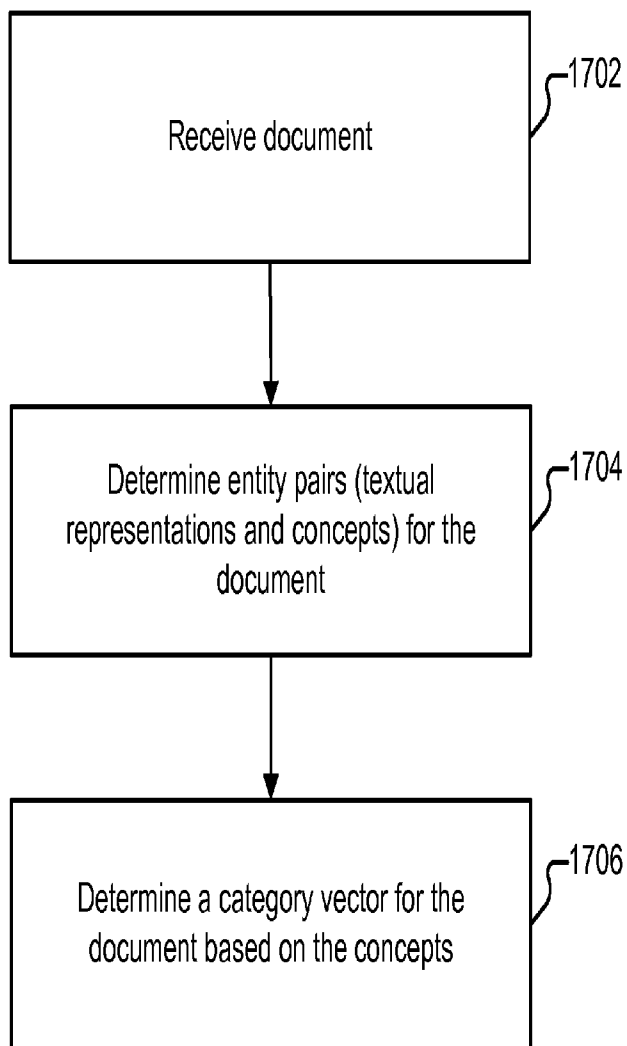 Receive document
1702
Determine entity pairs (textual
representations and concepts) for the
document
1704
Determine a category vector for the
document based on the concepts
1706